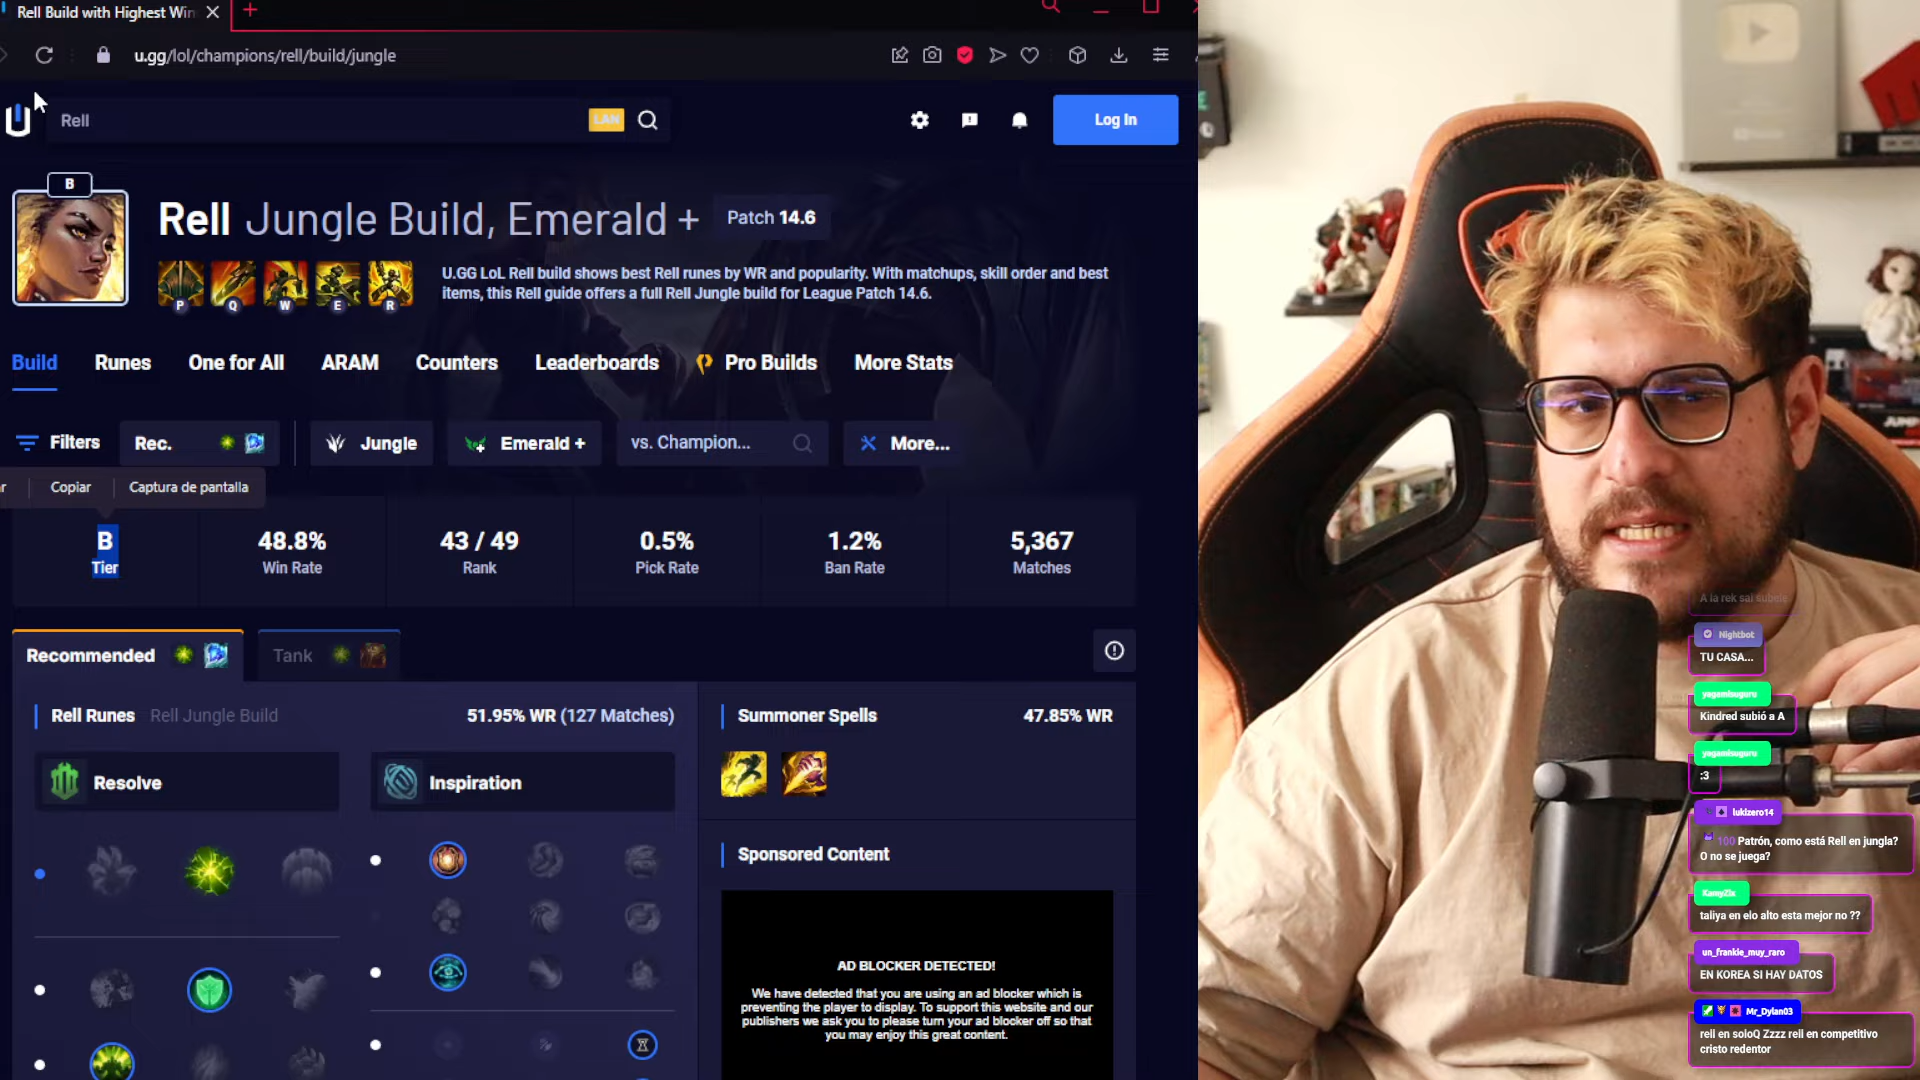 Rell Build with Highest Win
u.gg/lol/champions/rell/build/jungle
Rell
LAN
Log In
B
Rell Jungle Build, Emerald +
Patch 14.6
P
Q
W
E
R
U.GG LoL Rell build shows best Rell runes by WR and popularity. With matchups, skill order and best
items, this Rell guide offers a full Rell Jungle build for League Patch 14.6.
Build
Runes
One for All
ARAM
Counters
Leaderboards
Pro Builds
More Stats
Filters
Rec.
Jungle
Emerald +
vs. Champion...
More...
Copiar
Captura de pantalla
B
Tier
48.8%
Win Rate
43 / 49
Rank
0.5%
Pick Rate
1.2%
Ban Rate
5,367
Matches
Recommended
Tank
Rell Runes
Rell Jungle Build
51.95% WR (127 Matches)
Summoner Spells
47.85% WR
Resolve
Inspiration
Sponsored Content
AD BLOCKER DETECTED!
We have detected that you are using an ad blocker which is
preventing the player to display. To support this website and our
publishers we ask you to please turn your ad blocker off so that
you may enjoy this great content.
A la rek sai subele
Nightbot
TU CASA...
yogamisuguru
Kindred subió a A
yogamisuguru
:3
lukizero14
100 Patrón, como está Rell en jungla?
O no se juega?
KamyZix
taliya en elo alto esta mejor no ??
un_frankie_muy_raro
EN KOREA SI HAY DATOS
Mr_Dylan03
rell en soloQ Zzzz rell en competitivo
cristo redentor